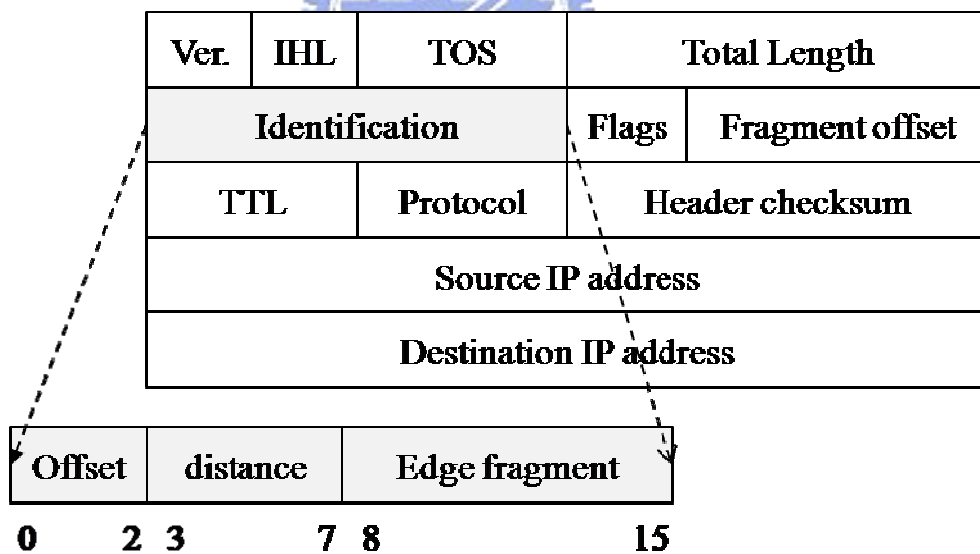 Ver. IHL TOS Total Length
Identification Flags Fragment offset
TTL Protocol Header checksum
Source IP address
Destination IP address
Offset distance Edge fragment
0 2 3 7 8 15